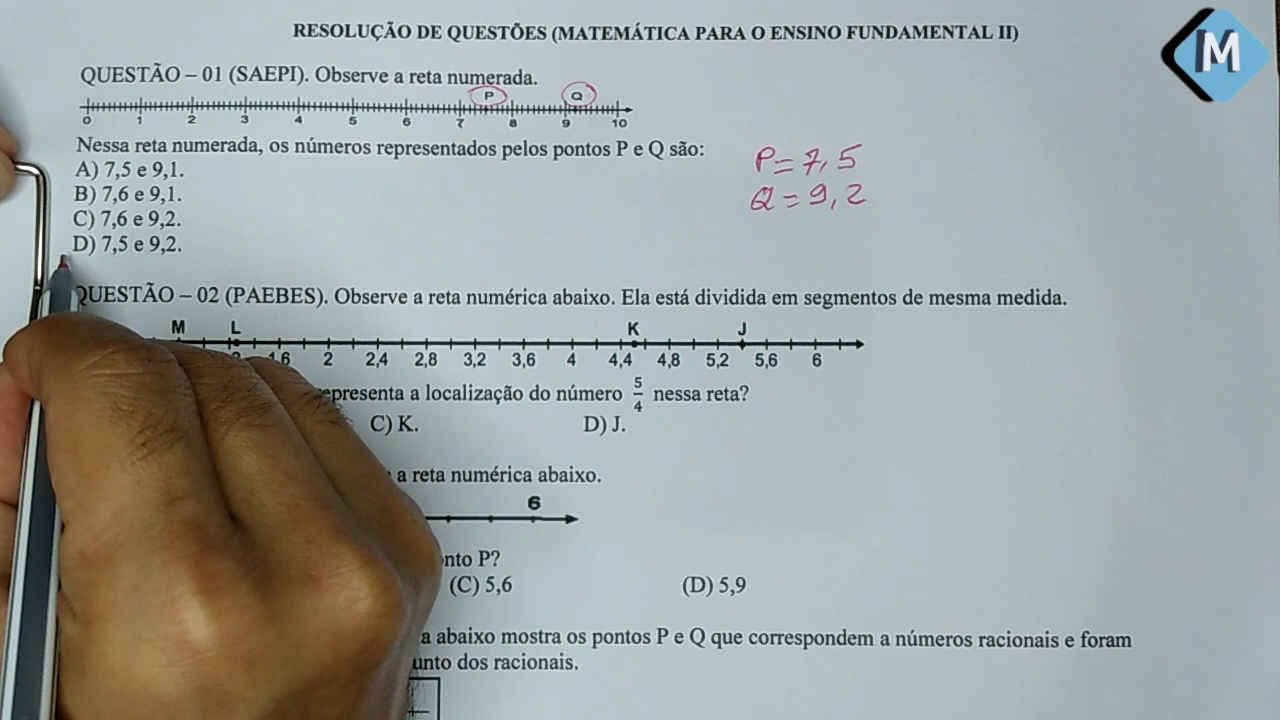 RESOLUÇÃO DE QUESTÕES (MATEMÁTICA PARA O ENSINO FUNDAMENTAL II)
M
QUESTÃO – 01 (SAEPI). Observe a reta numerada.
P Q
0 1 2 3 4 5 6 7 8 9 10
Nessa reta numerada, os números representados pelos pontos P e Q são:
A) 7,5 e 9,1.
B) 7,6 e 9,1.
C) 7,6 e 9,2.
D) 7,5 e 9,2.
P = 7,5
Q = 9,2
QUESTÃO – 02 (PAEBES). Observe a reta numérica abaixo. Ela está dividida em segmentos de mesma medida.
M L K J
2 2,4 2,8 3,2 3,6 4 4,4 4,8 5,2 5,6 6
a localização do número 5/4 nessa reta?
C) K. D) J.
a reta numérica abaixo.
6
P?
(C) 5,6 (D) 5,9
a abaixo mostra os pontos P e Q que correspondem a números racionais e foram
dos racionais.